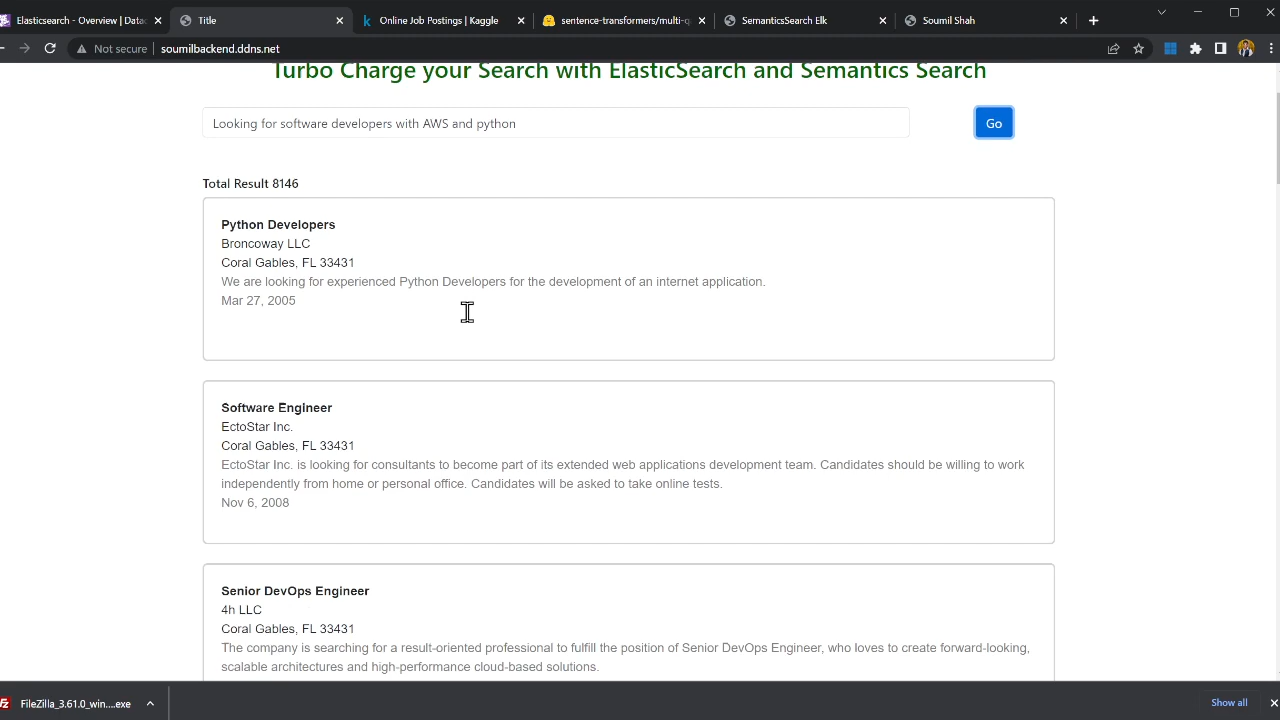 Elasticsearch - Overview | Datad
Title
Online Job Postings | Kaggle
sentence-transformers/multi-q
SemanticsSearch Elk
Soumil Shah
Not secure
soumilbackend.ddns.net
Turbo Charge your Search with ElasticSearch and Semantics Search
Looking for software developers with AWS and python
Go
Total Result 8146
Python Developers
Broncoway LLC
Coral Gables, FL 33431
We are looking for experienced Python Developers for the development of an internet application.
Mar 27, 2005
Software Engineer
EctoStar Inc.
Coral Gables, FL 33431
EctoStar Inc. is looking for consultants to become part of its extended web applications development team. Candidates should be willing to work
independently from home or personal office. Candidates will be asked to take online tests.
Nov 6, 2008
Senior DevOps Engineer
4h LLC
Coral Gables, FL 33431
The company is searching for a result-oriented professional to fulfill the position of Senior DevOps Engineer, who loves to create forward-looking,
scalable architectures and high-performance cloud-based solutions.
FileZilla_3.61.0_win....exe
Show all